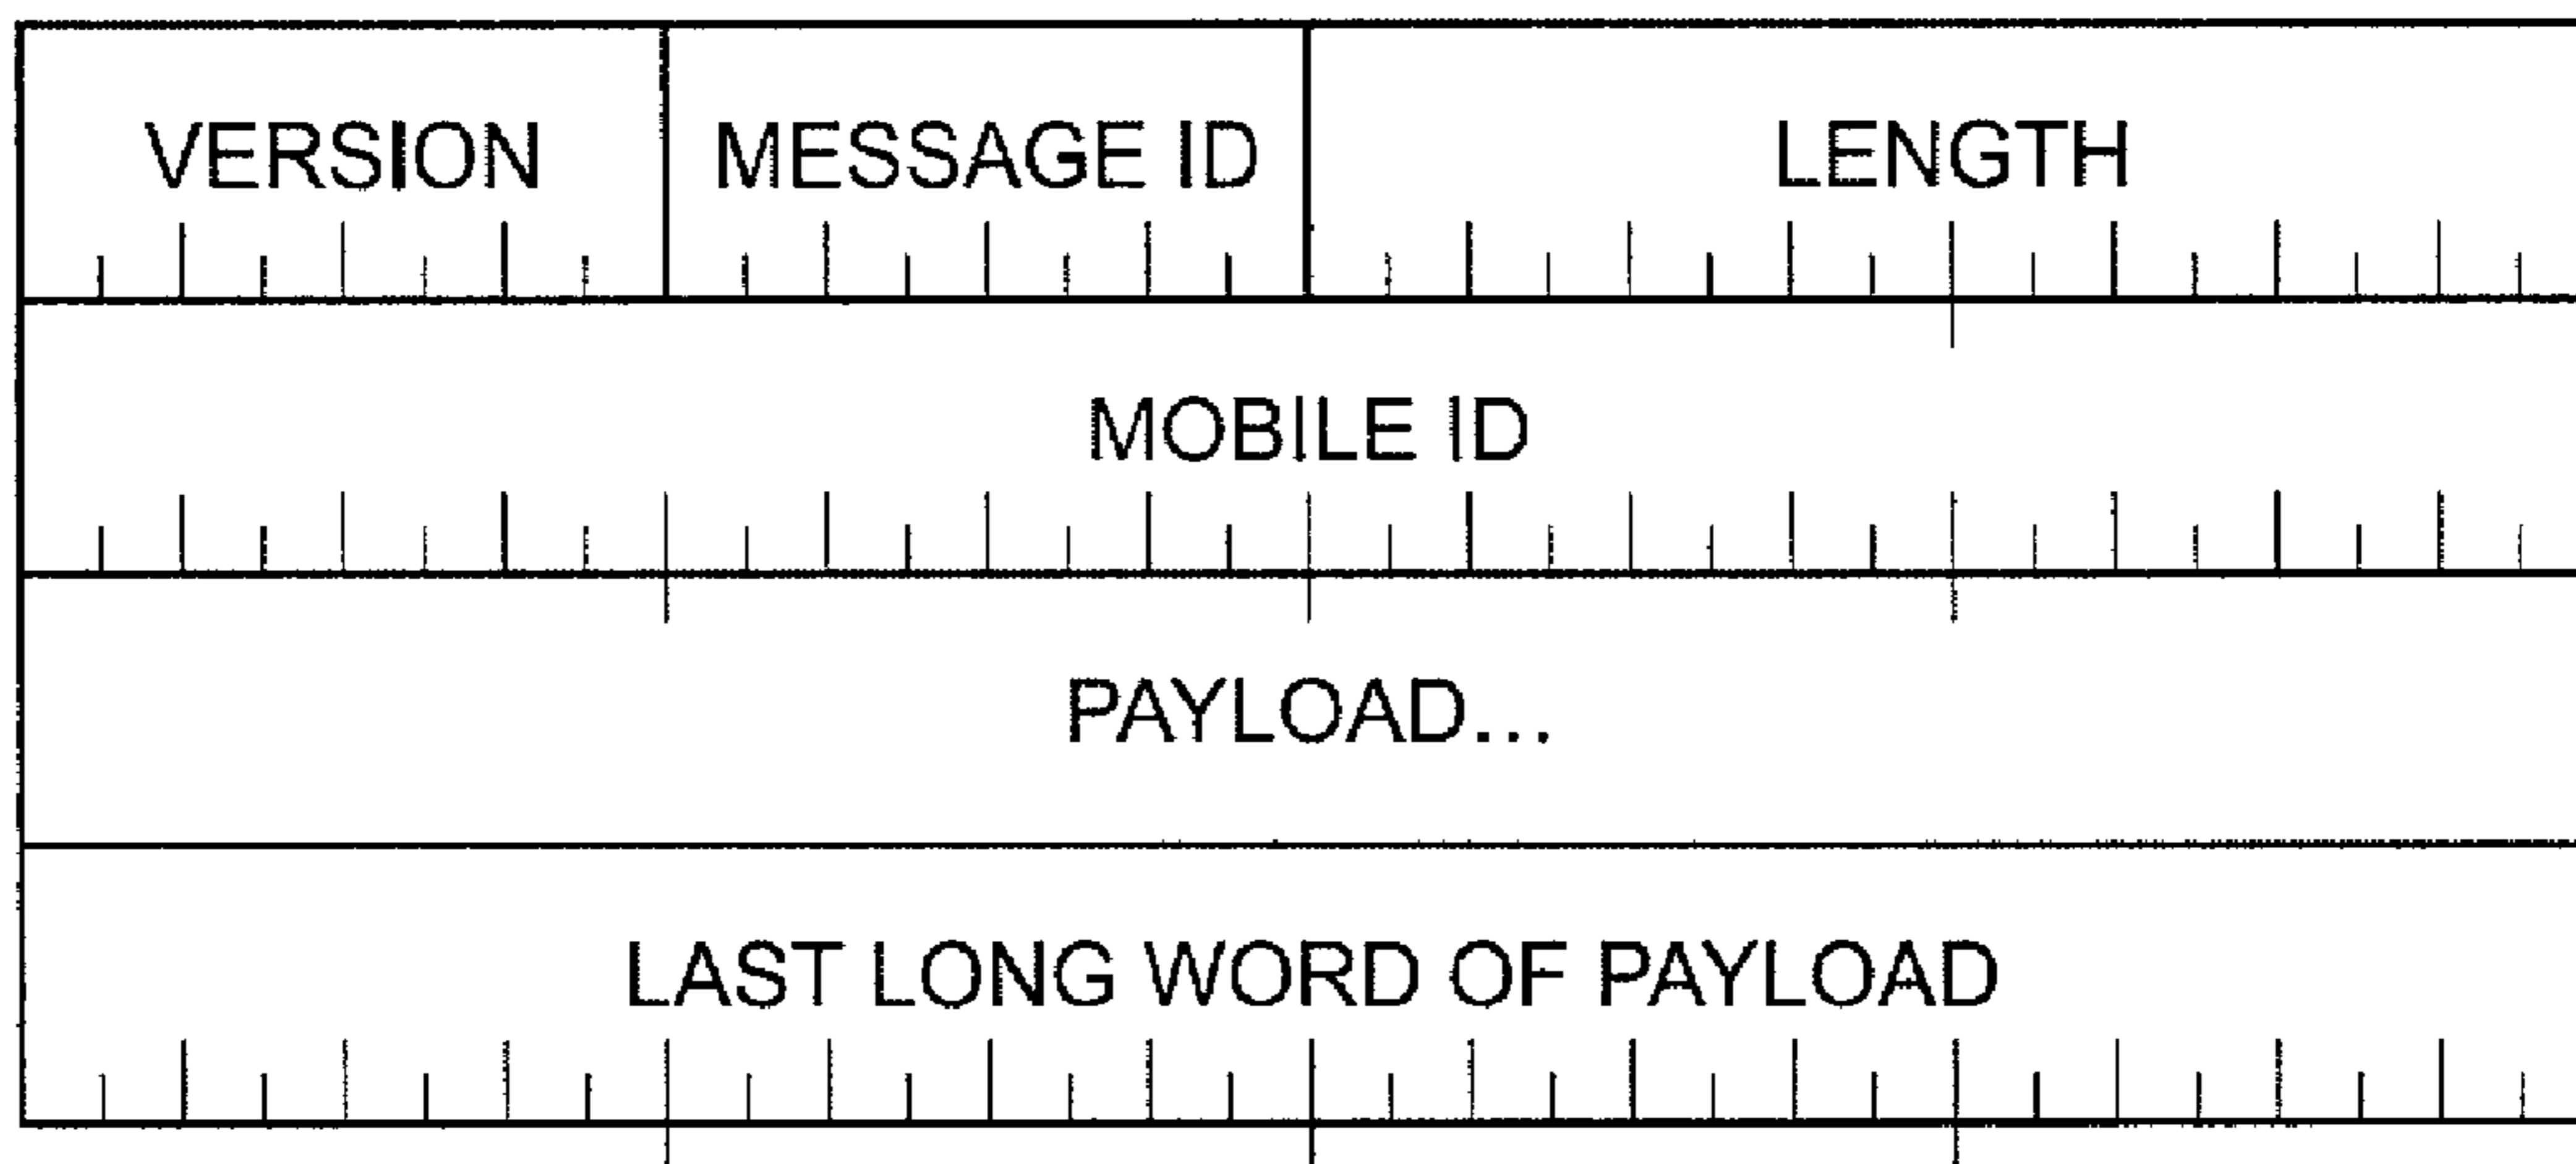 VERSION MESSAGE ID LENGTH
MOBILE ID
PAYLOAD...
LAST LONG WORD OF PAYLOAD